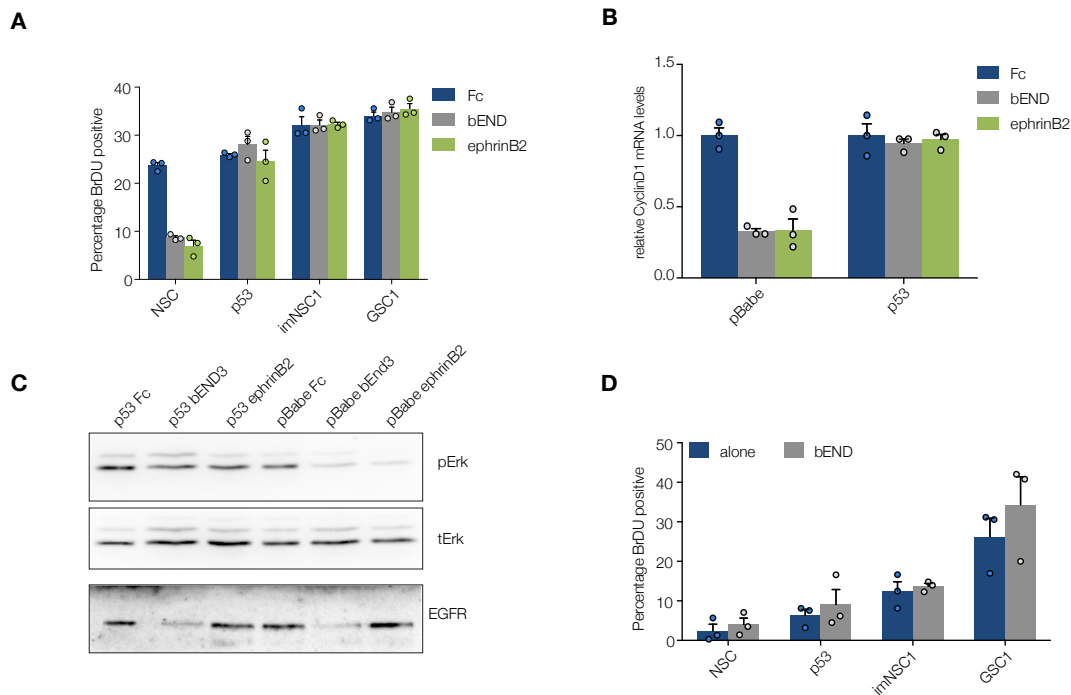 A
Percentage BrDU positive
40
30
20
10
0
NSC
p53
imNSC1
GSC1
Fc
bEND
ephrinB2
B
relative CyclinD1 mRNA levels
1.5
1.0
0.5
0.0
pBabe
p53
Fc
bEND
ephrinB2
C
p53 Fc
p53 bEND3
p53 ephrinB2
pBabe Fc
pBabe bEnd3
pBabe ephrinB2
pErk
tErk
EGFR
D
Percentage BrDU positive
50
40
30
20
10
0
alone
bEND
NSC
p53
imNSC1
GSC1